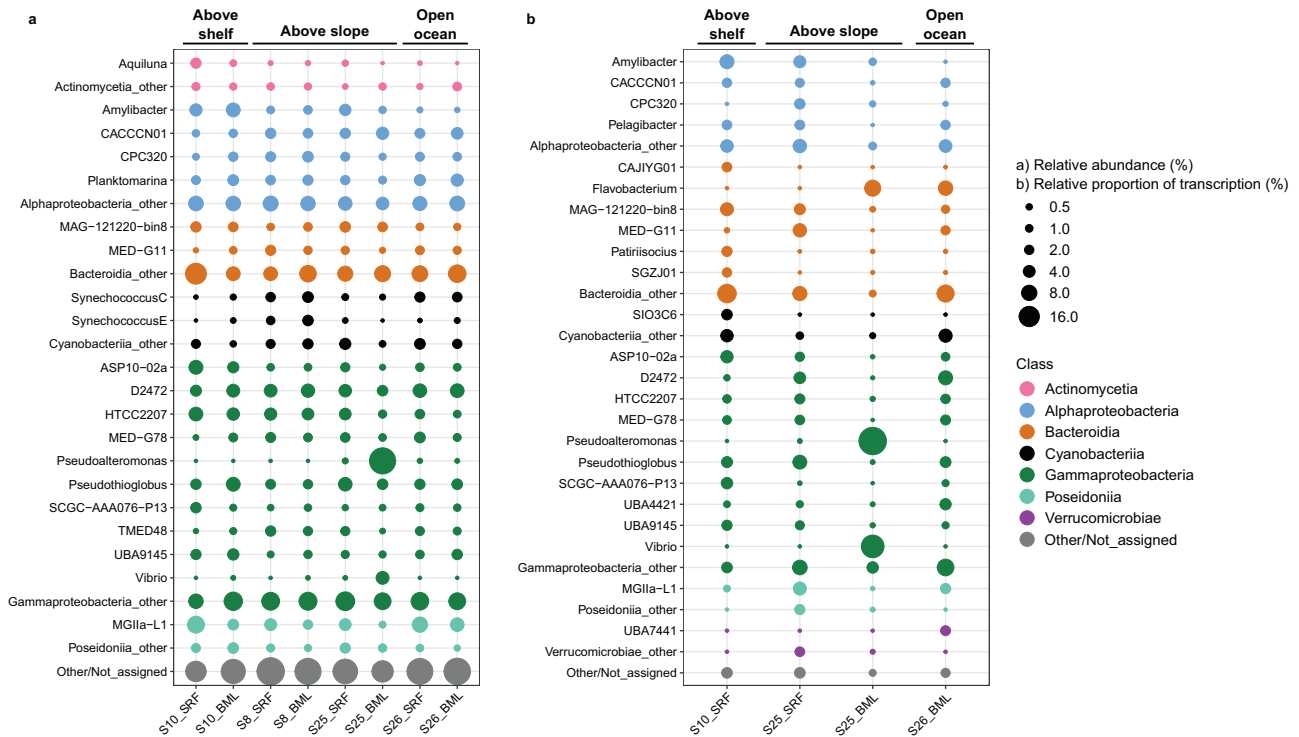 a
Above
shelf
Above slope
Open
ocean
Aquiluna
Actinomycetia_other
Amylibacter
CACCCN01
CPC320
Planktomarina
Alphaproteobacteria_other
MAG−121220−bin8
MED−G11
Bacteroidia_other
SynechococcusC
SynechococcusE
Cyanobacteriia_other
ASP10−02a
D2472
HTCC2207
MED−G78
Pseudoalteromonas
Pseudothioglobus
SCGC−AAA076−P13
TMED48
UBA9145
Vibrio
Gammaproteobacteria_other
MGIIa−L1
Poseidoniia_other
Other/Not_assigned
S10_SRF
S10_BML
S8_SRF
S8_BML
S25_SRF
S25_BML
S26_SRF
S26_BML
b
Above
shelf
Above slope
Open
ocean
Amylibacter
CACCCN01
CPC320
Pelagibacter
Alphaproteobacteria_other
CAJIYG01
Flavobacterium
MAG−121220−bin8
MED−G11
Patiriisocius
SGZJ01
Bacteroidia_other
SIO3C6
Cyanobacteriia_other
ASP10−02a
D2472
HTCC2207
MED−G78
Pseudoalteromonas
Pseudothioglobus
SCGC−AAA076−P13
UBA4421
UBA9145
Vibrio
Gammaproteobacteria_other
MGIIa−L1
Poseidoniia_other
UBA7441
Verrucomicrobiae_other
Other/Not_assigned
S10_SRF
S25_SRF
S25_BML
S26_BML
a) Relative abundance (%)
b) Relative proportion of transcription (%)
0.5
1.0
2.0
4.0
8.0
16.0
Class
Actinomycetia
Alphaproteobacteria
Bacteroidia
Cyanobacteriia
Gammaproteobacteria
Poseidoniia
Verrucomicrobiae
Other/Not_assigned